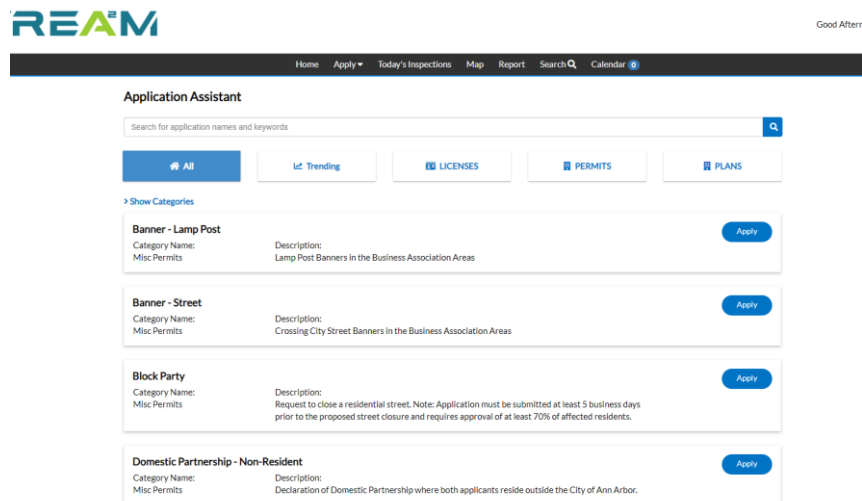 REA²M
Good Aftern
Home Apply Today's Inspections Map Report Search Calendar 0
Application Assistant
Search for application names and keywords
All Trending LICENSES PERMITS PLANS
> Show Categories
Banner - Lamp Post
Apply
Category Name: Description:
Misc Permits Lamp Post Banners in the Business Association Areas
Banner - Street
Apply
Category Name: Description:
Misc Permits Crossing City Street Banners in the Business Association Areas
Block Party
Apply
Category Name: Description:
Misc Permits Request to close a residential street. Note: Application must be submitted at least 5 business days
prior to the proposed street closure and requires approval of at least 70% of affected residents.
Domestic Partnership - Non-Resident
Apply
Category Name: Description:
Misc Permits Declaration of Domestic Partnership where both applicants reside outside the City of Ann Arbor.